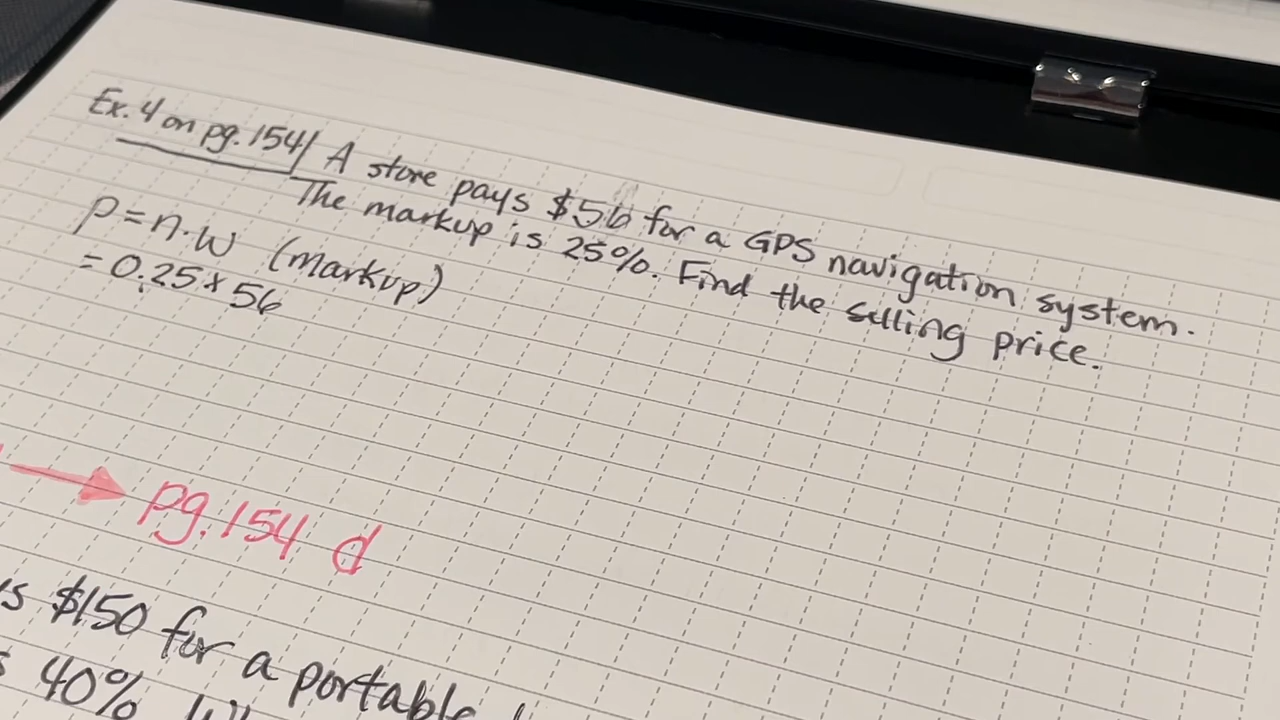 Ex. 4 on pg. 154 A store pays $56 for a GPS navigation system.
The markup is 25%. Find the selling price.
p = n · w (markup)
= 0.25 × 56
pg. 154 d
$150 for a portable
40%